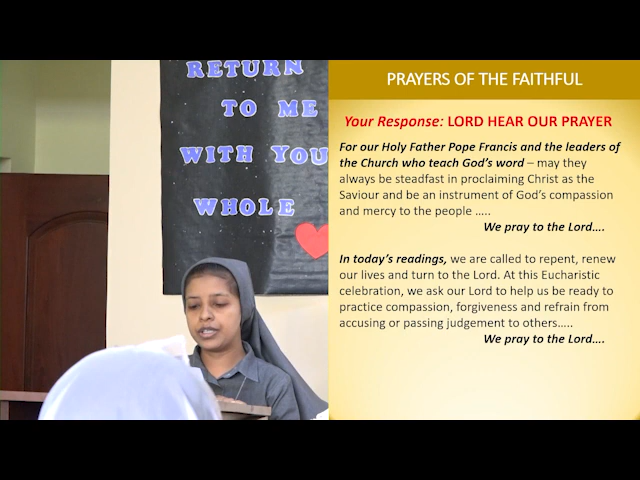 RETURN
TO ME
WITH YOU
WHOLE
PRAYERS OF THE FAITHFUL
Your Response: LORD HEAR OUR PRAYER
For our Holy Father Pope Francis and the leaders of
the Church who teach God's word – may they
always be steadfast in proclaiming Christ as the
Saviour and be an instrument of God's compassion
and mercy to the people …..
We pray to the Lord….
In today's readings, we are called to repent, renew
our lives and turn to the Lord. At this Eucharistic
celebration, we ask our Lord to help us be ready to
practice compassion, forgiveness and refrain from
accusing or passing judgement to others…..
We pray to the Lord….